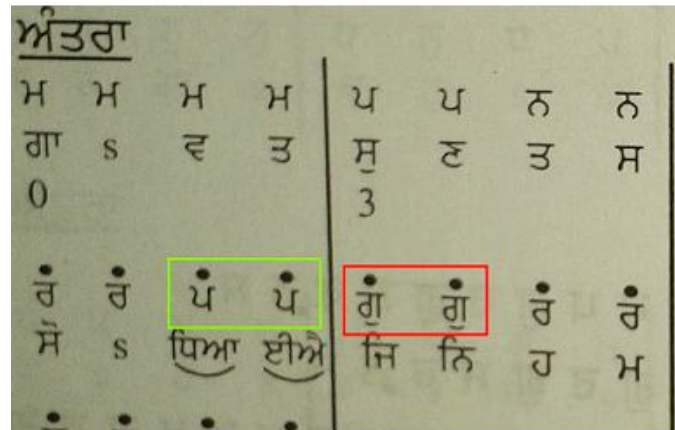 ਅੰਤਰਾ
ਮ ਮ ਮ ਮ ਪ ਪ ਨ ਨ
ਗਾ s ਵ ਤ ਸੁ ਣ ਤ ਸ
0 3
ਰੰ ਰੰ ਪੰ ਪੰ ਗੁੰ ਗੁੰ ਰੰ ਰੰ
ਸੋ s ਧਿਆ ਈਐ ਜਿ ਨਿ ਹ ਮ